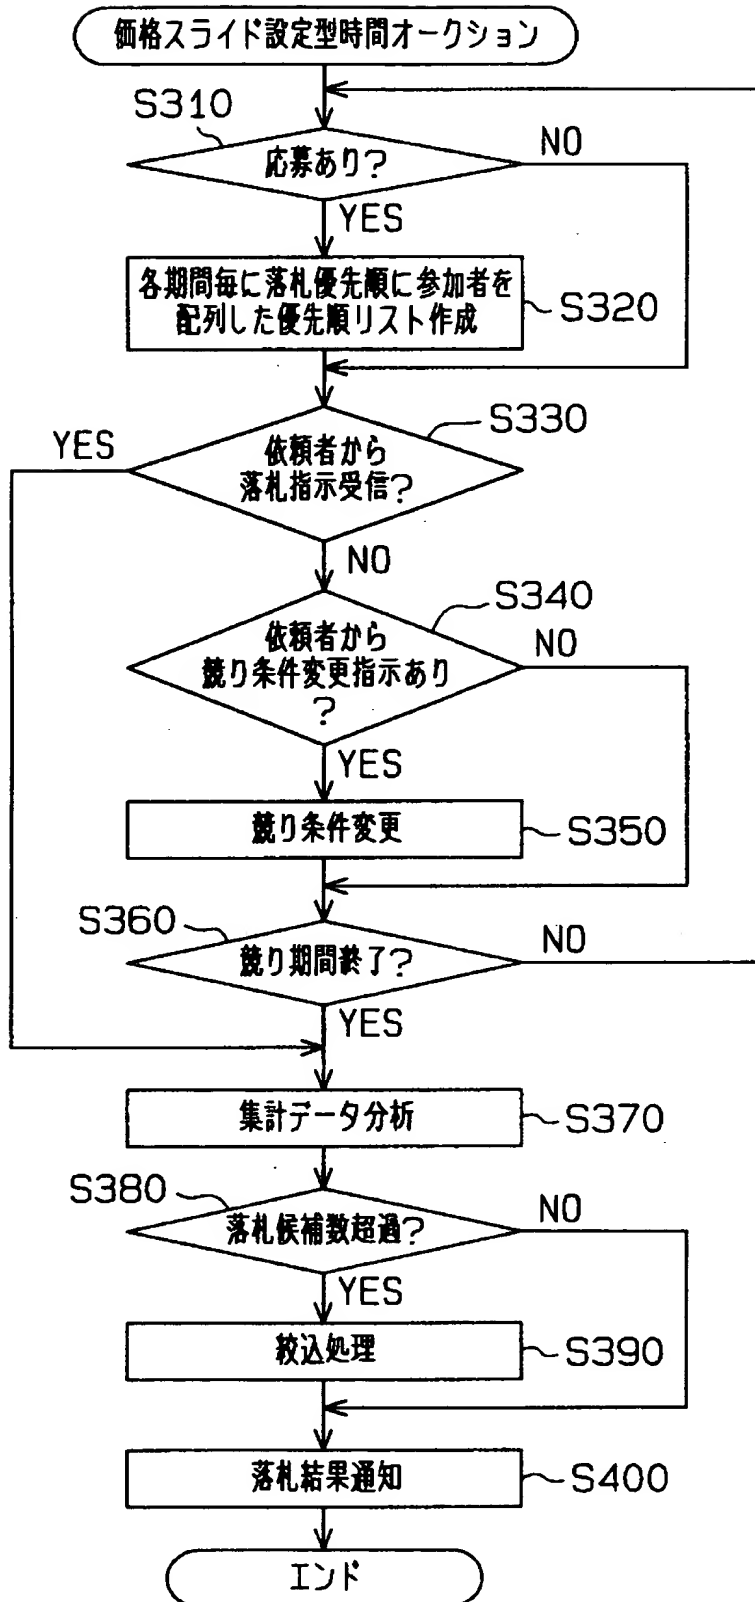 価格スライド設定型時間オークション
S310
応募あり?
NO
YES
各期間毎に落札優先順に参加者を
配列した優先順リスト作成
S320
S330
YES
依頼者から
落札指示受信?
NO
S340
依頼者から
競り条件変更指示あり
?
NO
YES
競り条件変更
S350
S360
競り期間終了?
NO
YES
集計データ分析
S370
S380
落札候補数超過?
NO
YES
絞込処理
S390
落札結果通知
S400
エンド